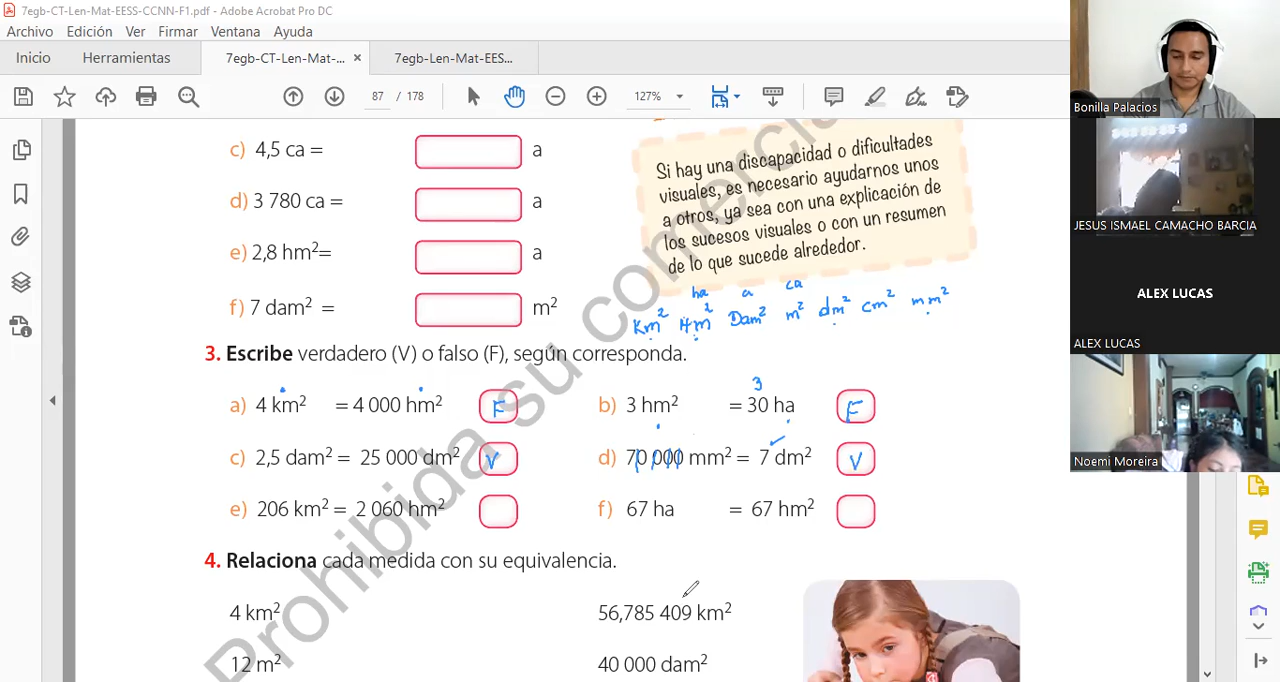 7egb-CT-Len-Mat-EESS-CCNN-F1.pdf - Adobe Acrobat Pro DC
Archivo Edición Ver Firmar Ventana Ayuda
Inicio Herramientas 7egb-CT-Len-Mat-... × 7egb-Len-Mat-EES...
87 / 178 127%
c) 4,5 ca = a
d) 3 780 ca = a
e) 2,8 hm²= a
f) 7 dam² = m²
Si hay una discapacidad o dificultades
visuales, es necesario ayudarnos unos
a otros, ya sea con una explicación de
los sucesos visuales o con un resumen
de lo que sucede alrededor.
ha a ca
Km² Hm² Dam² m² dm² cm² mm²
3. Escribe verdadero (V) o falso (F), según corresponda.
3
a) 4 km² = 4 000 hm² F b) 3 hm² = 30 ha F
c) 2,5 dam² = 25 000 dm² V d) 70 000 mm² = 7 dm² V
e) 206 km² = 2 060 hm² f) 67 ha = 67 hm²
4. Relaciona cada medida con su equivalencia.
4 km² 56,785 409 km²
12 m² 40 000 dam²
Prohibida su comercia
Bonilla Palacios
JESUS ISMAEL CAMACHO BARCIA
ALEX LUCAS
ALEX LUCAS
Noemi Moreira